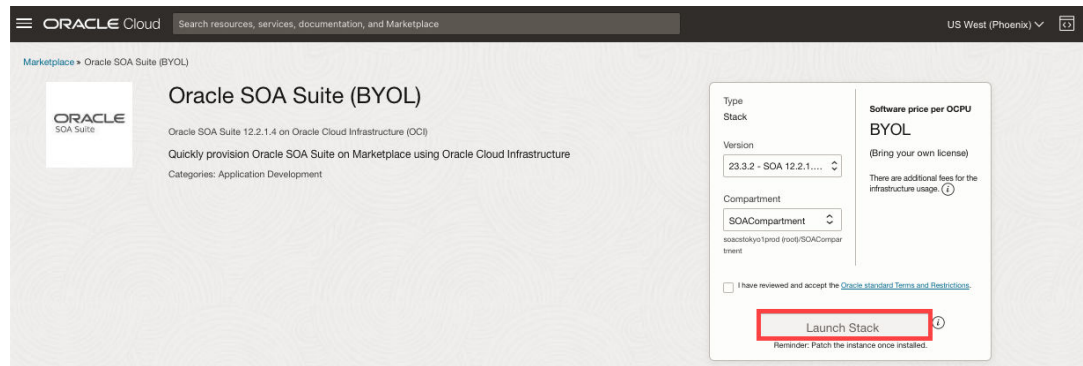 ORACLE Cloud
Search resources, services, documentation, and Marketplace
US West (Phoenix)
Marketplace » Oracle SOA Suite (BYOL)
ORACLE
SOA Suite
Oracle SOA Suite (BYOL)
Oracle SOA Suite 12.2.1.4 on Oracle Cloud Infrastructure (OCI)
Quickly provision Oracle SOA Suite on Marketplace using Oracle Cloud Infrastructure
Categories: Application Development
Type
Stack
Version
23.3.2 - SOA 12.2.1....
Compartment
SOACompartment
soacstokyo1prod (root)/SOACompar
tment
Software price per OCPU
BYOL
(Bring your own license)
There are additional fees for the
infrastructure usage. i
I have reviewed and accept the Oracle standard Terms and Restrictions.
Launch Stack i
Reminder: Patch the instance once installed.